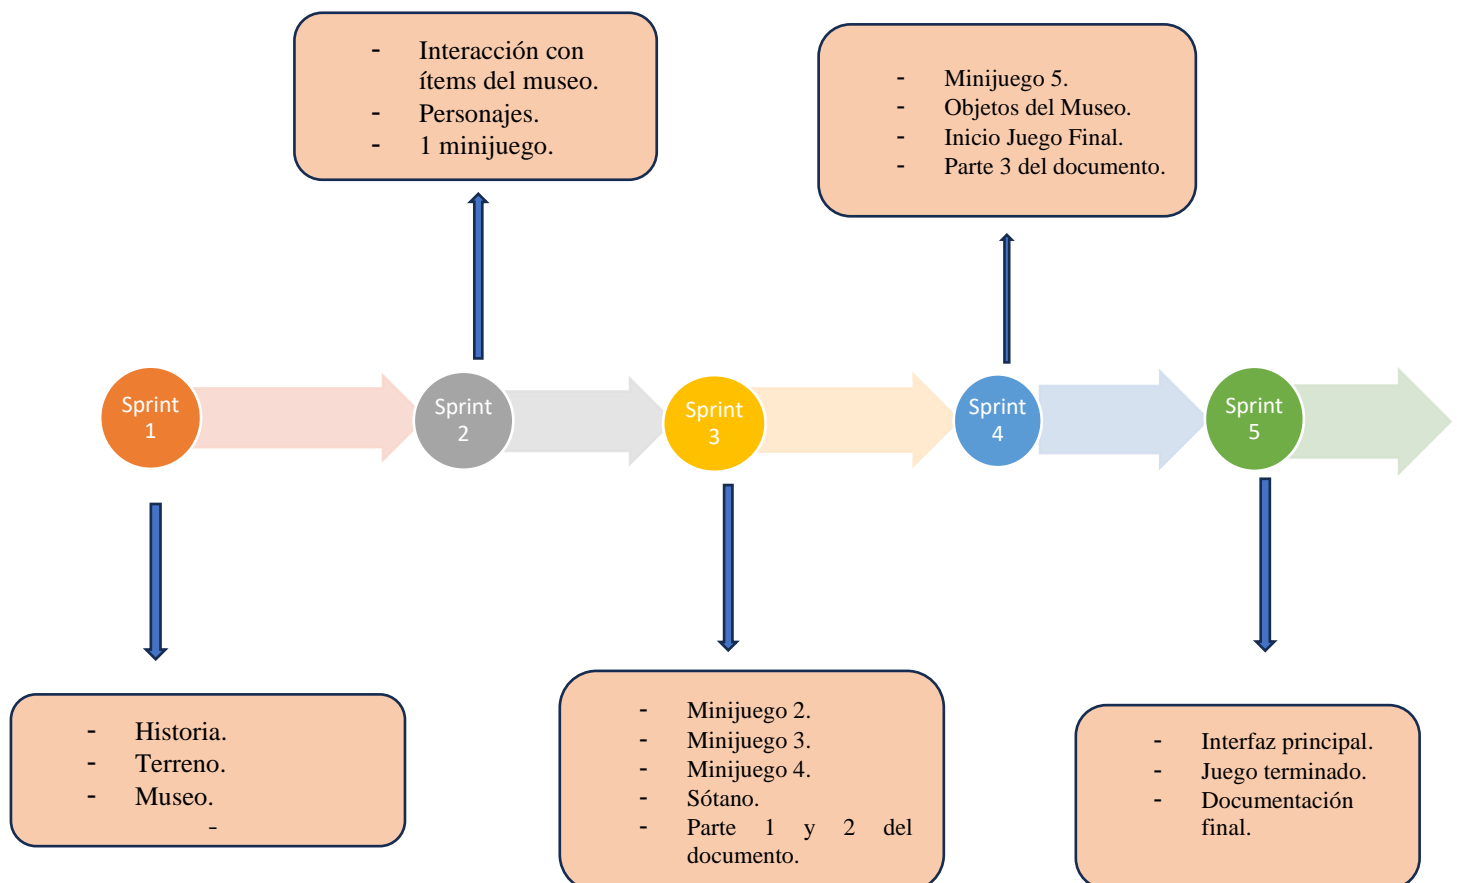 - Interacción con
ítems del museo.
- Personajes.
- 1 minijuego.
- Minijuego 5.
- Objetos del Museo.
- Inicio Juego Final.
- Parte 3 del documento.
Sprint
1
Sprint
2
Sprint
3
Sprint
4
Sprint
5
- Historia.
- Terreno.
- Museo.
-
- Minijuego 2.
- Minijuego 3.
- Minijuego 4.
- Sótano.
- Parte 1 y 2 del
documento.
- Interfaz principal.
- Juego terminado.
- Documentación
final.